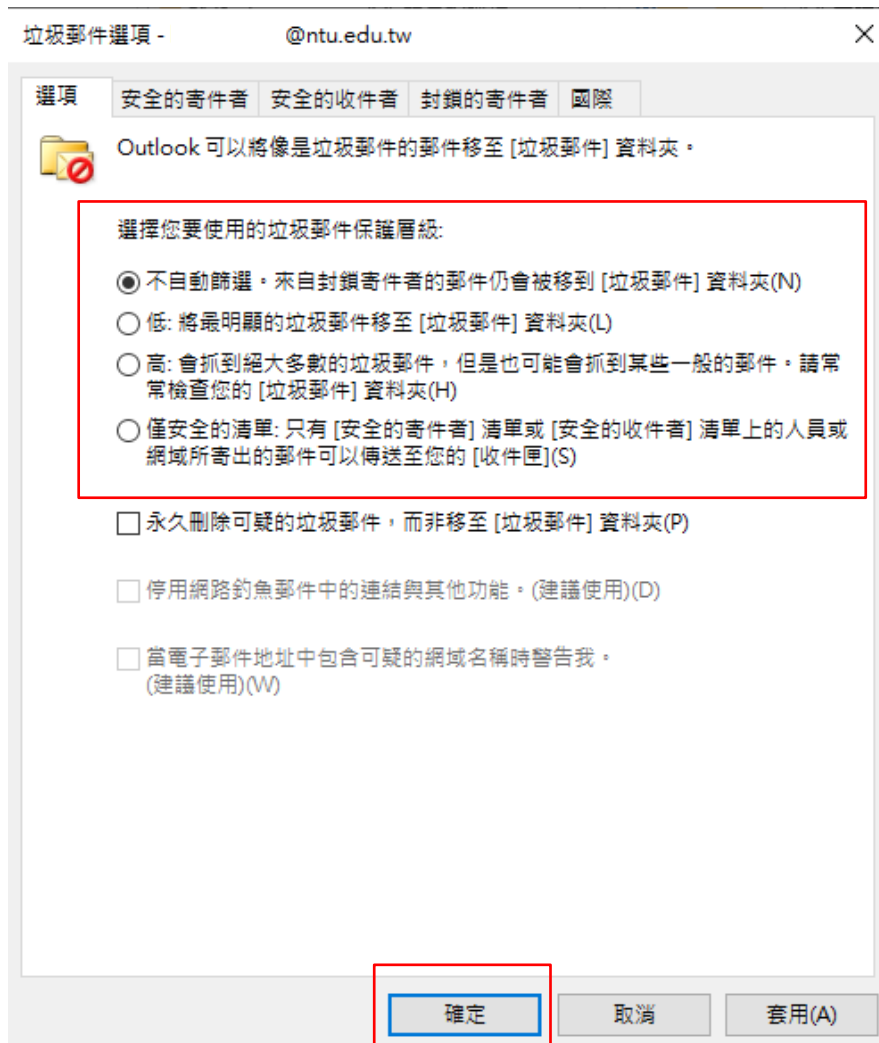 垃圾郵件選項 - @ntu.edu.tw
選項 安全的寄件者 安全的收件者 封鎖的寄件者 國際
Outlook 可以將像是垃圾郵件的郵件移至 [垃圾郵件] 資料夾。
選擇您要使用的垃圾郵件保護層級:
不自動篩選。來自封鎖寄件者的郵件仍會被移到 [垃圾郵件] 資料夾(N)
低: 將最明顯的垃圾郵件移至 [垃圾郵件] 資料夾(L)
高: 會抓到絕大多數的垃圾郵件，但是也可能會抓到某些一般的郵件。請常
常檢查您的 [垃圾郵件] 資料夾(H)
僅安全的清單: 只有 [安全的寄件者] 清單或 [安全的收件者] 清單上的人員或
網域所寄出的郵件可以傳送至您的 [收件匣](S)
永久刪除可疑的垃圾郵件，而非移至 [垃圾郵件] 資料夾(P)
停用網路釣魚郵件中的連結與其他功能。(建議使用)(D)
當電子郵件地址中包含可疑的網域名稱時警告我。
(建議使用)(W)
確定 取消 套用(A)